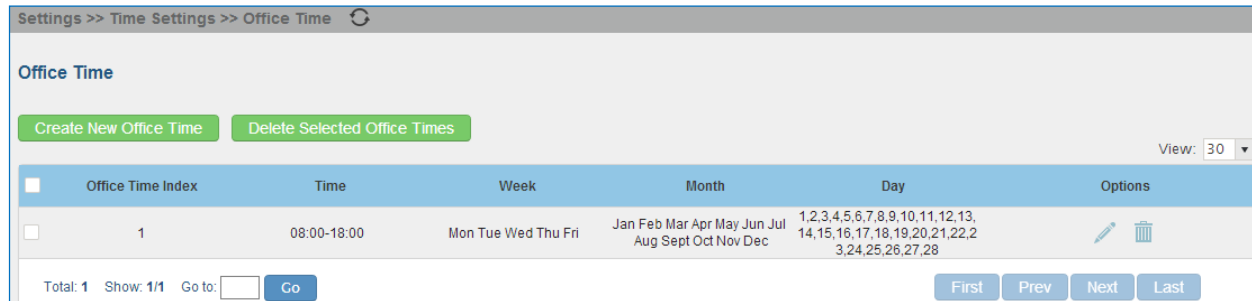 Settings >> Time Settings >> Office Time
Office Time
Create New Office Time Delete Selected Office Times
View: 30
Office Time Index Time Week Month Day Options
1 08:00-18:00 Mon Tue Wed Thu Fri Jan Feb Mar Apr May Jun Jul 1,2,3,4,5,6,7,8,9,10,11,12,13,
Aug Sept Oct Nov Dec 14,15,16,17,18,19,20,21,22,2
3,24,25,26,27,28
Total: 1 Show: 1/1 Go to: Go First Prev Next Last